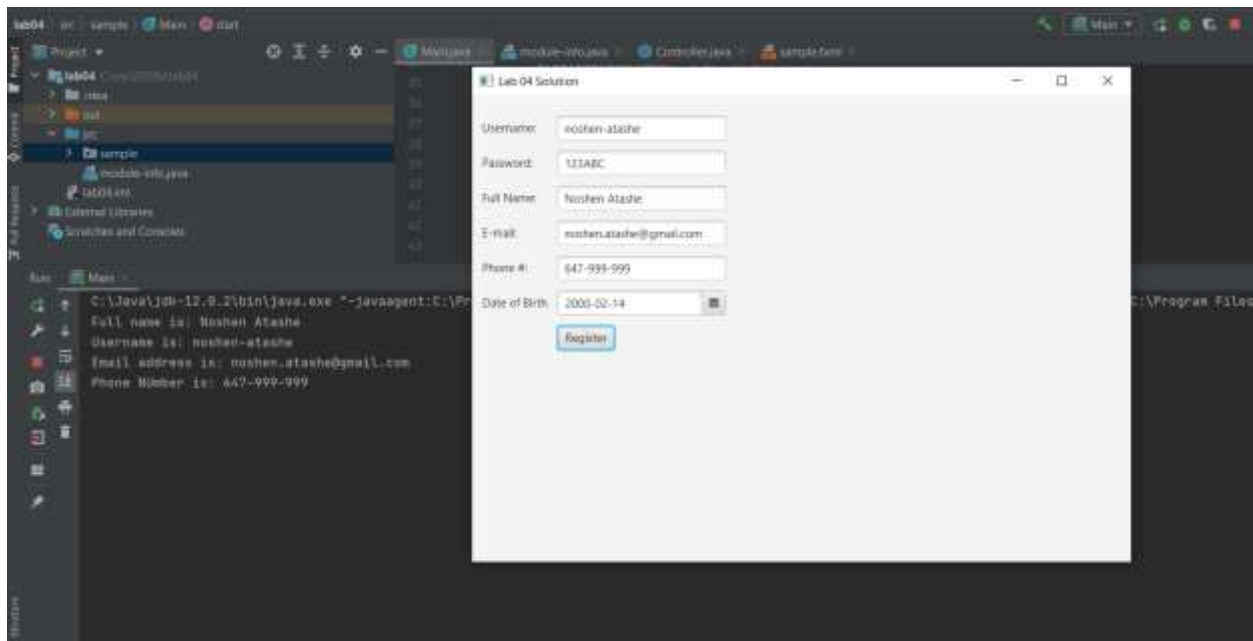 lab04 src sample Main start
Main
Project
Main.java module-info.java Controller.java sample.fxml
lab04
.idea
out
src
sample
module-info.java
lab04.iml
External Libraries
Scratches and Consoles
Lab 04 Solution
Username: noshen-atashe
Password: 123ABC
Full Name: Noshen Atashe
E-mail: noshen.atashe@gmail.com
Phone #: 647-999-999
Date of Birth 2000-02-14
Register
Run: Main
C:\Java\jdk-12.0.2\bin\java.exe "-javaagent:C:\Pr C:\Program Files
Full name is: Noshen Atashe
Username is: noshen-atashe
Email address is: noshen.atashe@gmail.com
Phone Number is: 647-999-999